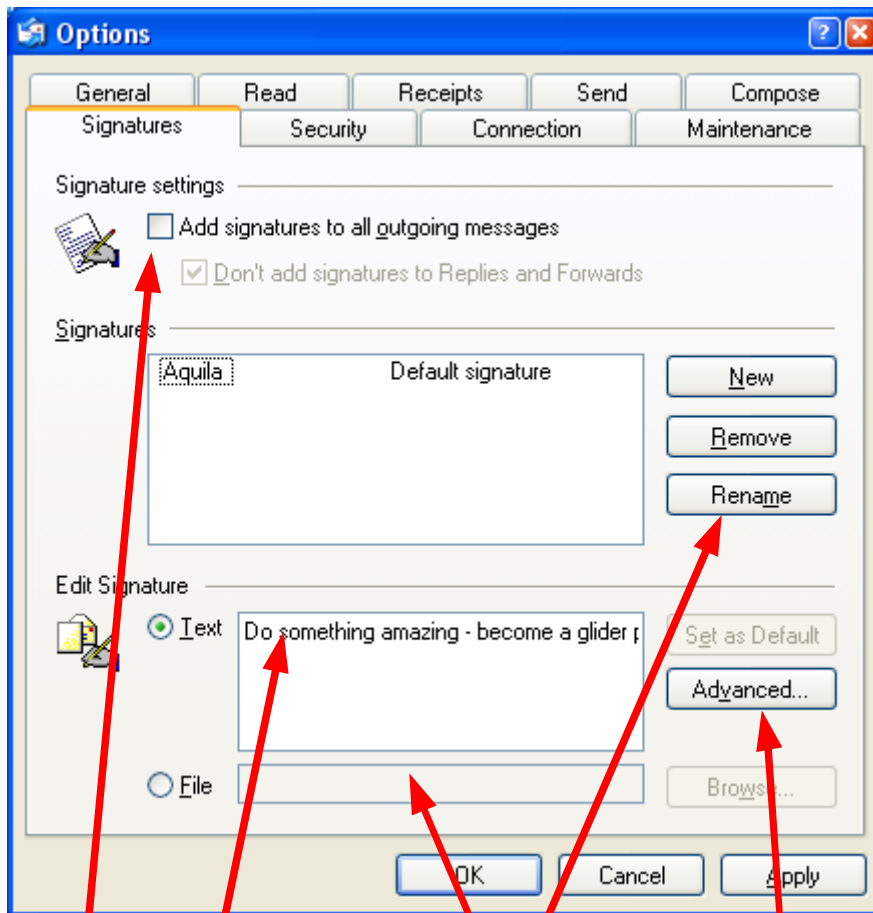 Options
General Read Receipts Send Compose
Signatures Security Connection Maintenance
Signature settings
Add signatures to all outgoing messages
Don't add signatures to Replies and Forwards
Signatures
Aquila Default signature
New
Remove
Rename
Edit Signature
Text Do something amazing - become a glider p
Set as Default
Advanced...
File Browse...
OK Cancel Apply